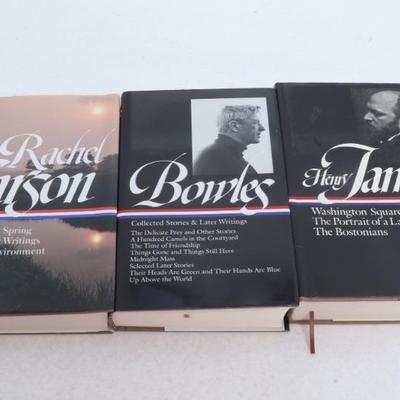 Rachel
rson
Spring
Writings
vironment
Bowles
Collected Stories & Later Writings
The Delicate Prey and Other Stories
A Hundred Camels in the Courtyard
The Time of Friendship
Things Gone and Things Still Here
Midnight Mass
Selected Later Stories
Their Heads Are Green and Their Hands Are Blue
Up Above the World
Henry
Jam
Washington Square
The Portrait of a La
The Bostonians